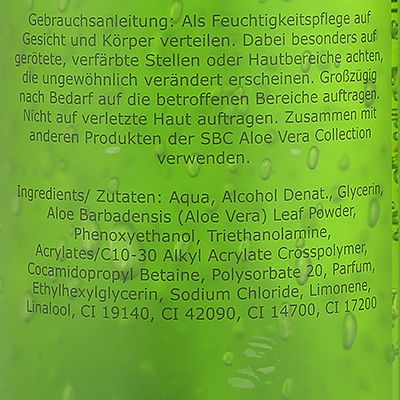 Gebrauchsanleitung: Als Feuchtigkeitspflege auf
Gesicht und Körper verteilen. Dabei besonders auf
gerötete, verfärbte Stellen oder Hautbereiche achten,
die ungewöhnlich verändert erscheinen. Großzügig
nach Bedarf auf die betroffenen Bereiche auftragen.
Nicht auf verletzte Haut auftragen. Zusammen mit
anderen Produkten der SBC Aloe Vera Collection
verwenden.
Ingredients/ Zutaten: Aqua, Alcohol Denat., Glycerin,
Aloe Barbadensis (Aloe Vera) Leaf Powder,
Phenoxyethanol, Triethanolamine,
Acrylates/C10-30 Alkyl Acrylate Crosspolymer,
Cocamidopropyl Betaine, Polysorbate 20, Parfum,
Ethylhexylglycerin, Sodium Chloride, Limonene,
Linalool, CI 19140, CI 42090, CI 14700, CI 17200